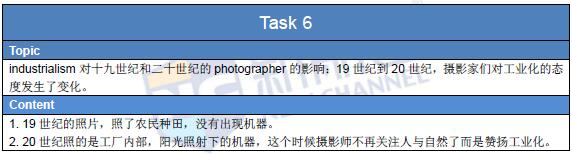 Task 6
Topic
industrialism 对十九世纪和二十世纪的 photographer 的影响；19 世纪到 20 世纪，摄影家们对工业化的态
度发生了变化。
Content
1. 19 世纪的照片，照了农民种田，没有出现机器。
2. 20 世纪照的是工厂内部，阳光照射下的机器，这个时候摄影师不再关注人与自然了而是赞扬工业化。